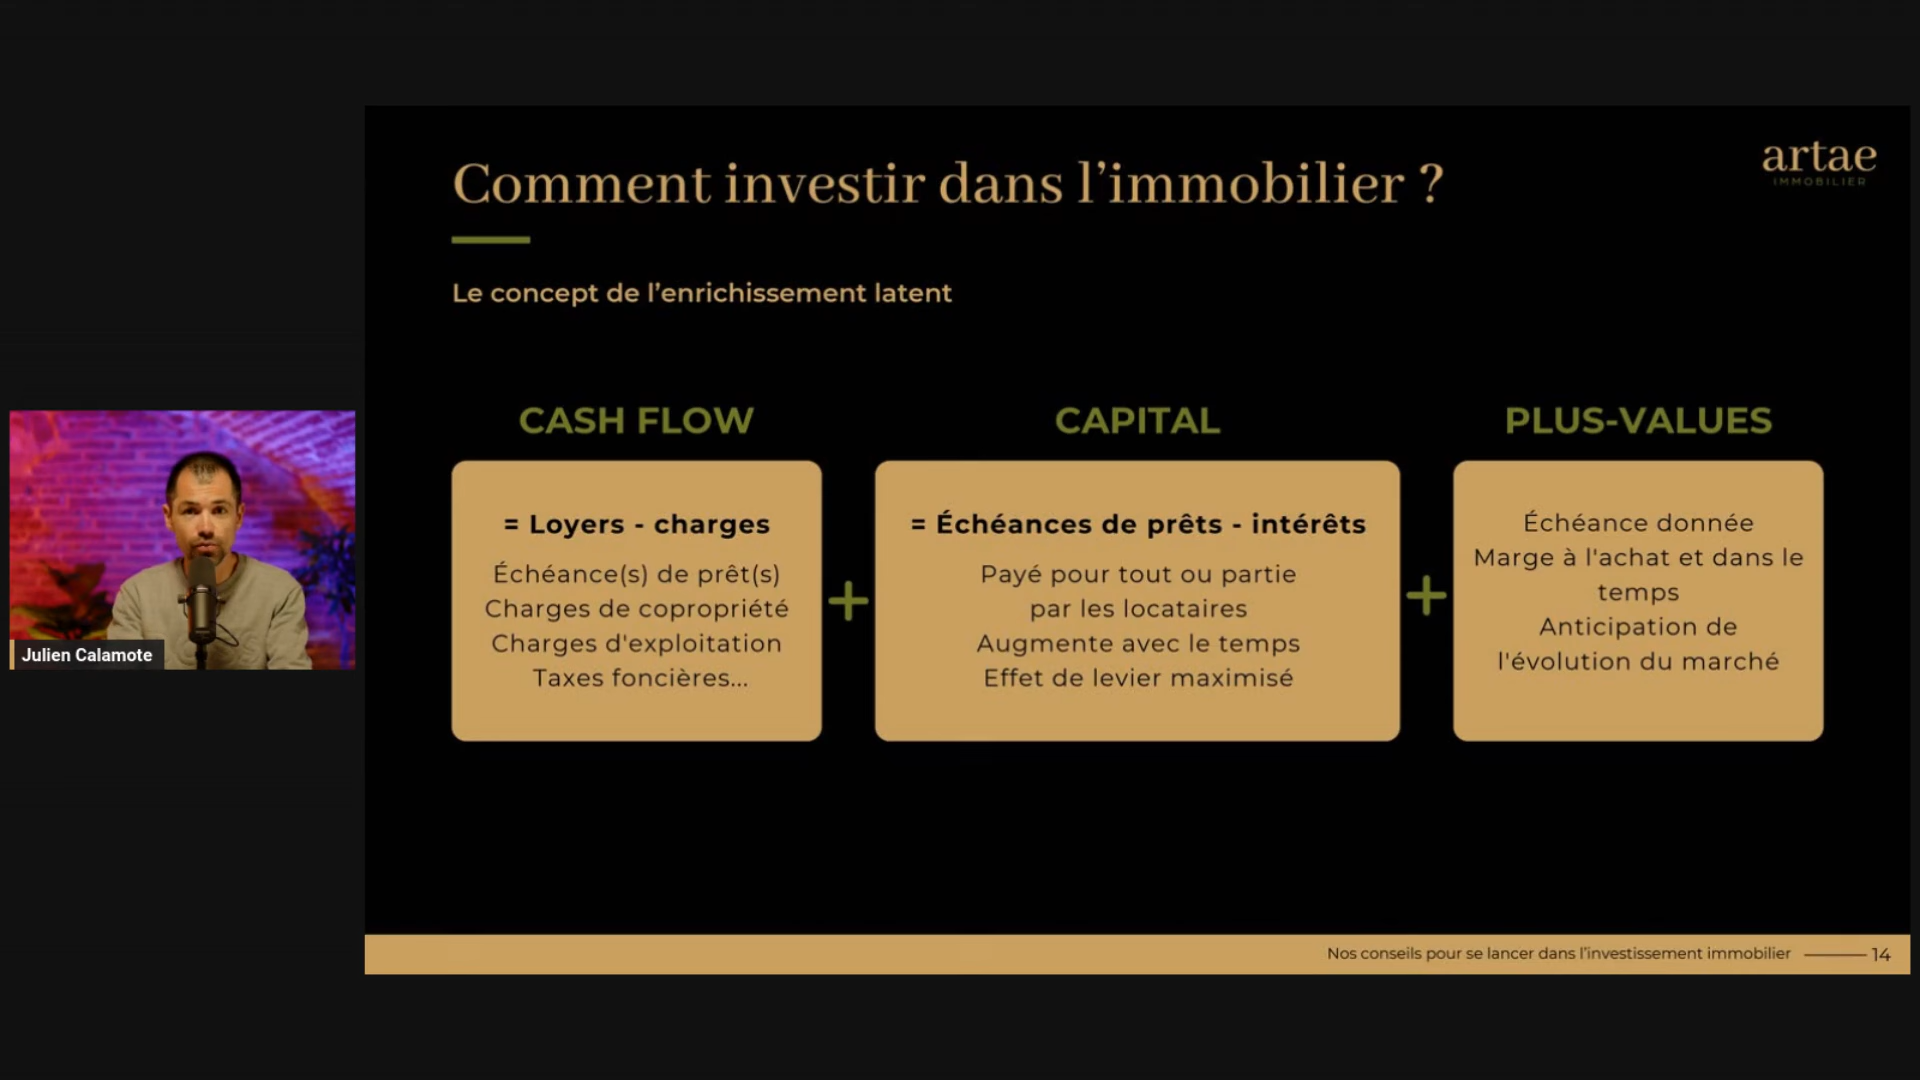 Comment investir dans l'immobilier ?
artae
IMMOBILIER
Le concept de l'enrichissement latent
CASH FLOW
= Loyers - charges
Échéance(s) de prêt(s)
Charges de copropriété
Charges d'exploitation
Taxes foncières...
+
CAPITAL
= Échéances de prêts - intérêts
Payé pour tout ou partie
par les locataires
Augmente avec le temps
Effet de levier maximisé
+
PLUS-VALUES
Échéance donnée
Marge à l'achat et dans le
temps
Anticipation de
l'évolution du marché
Julien Calamote
Nos conseils pour se lancer dans l'investissement immobilier 14